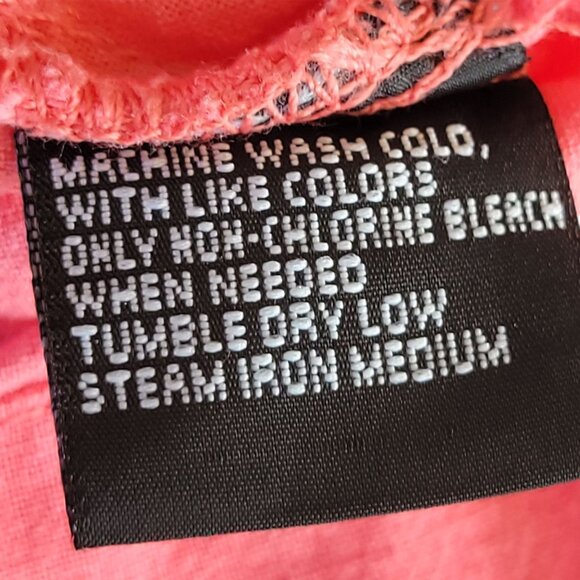 MACHINE WASH COLD,
WITH LIKE COLORS
ONLY NON-CHLORINE BLEACH
WHEN NEEDED
TUMBLE DRY LOW
STEAM IRON MEDIUM